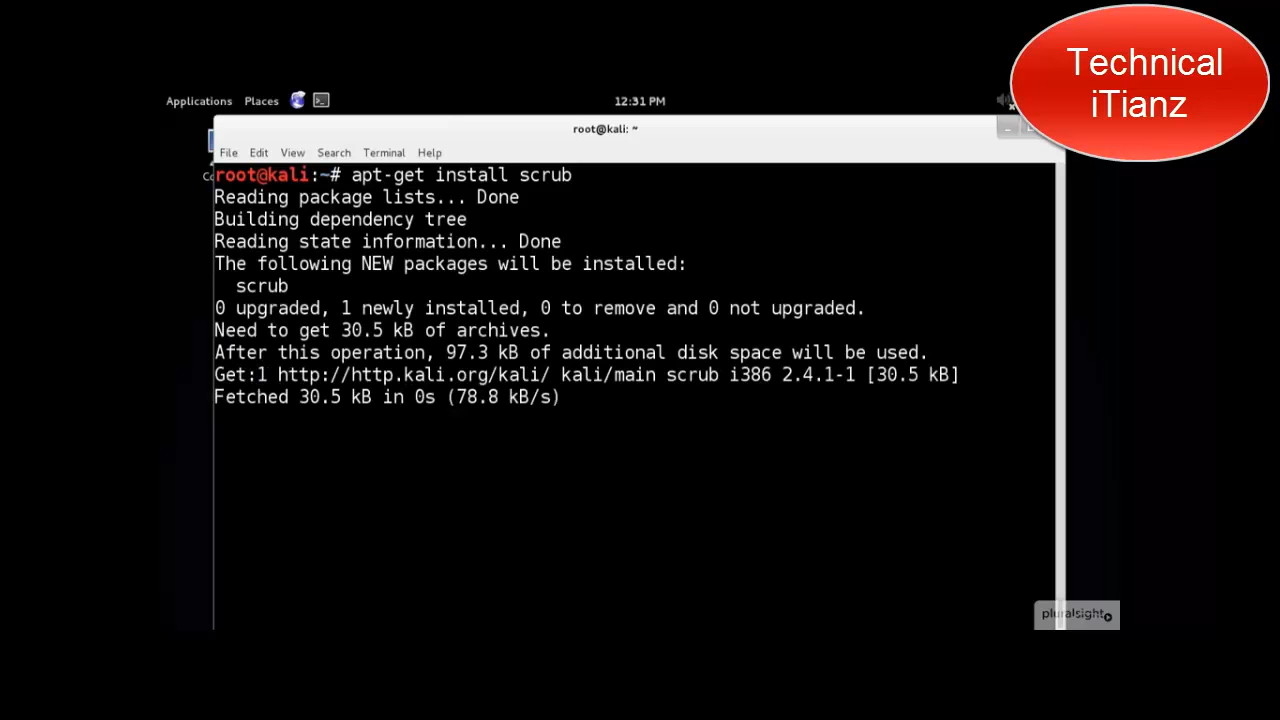 Technical
iTianz
Applications Places 12:31 PM
root@kali: ~
File Edit View Search Terminal Help
root@kali:~# apt-get install scrub
Reading package lists... Done
Building dependency tree
Reading state information... Done
The following NEW packages will be installed:
  scrub
0 upgraded, 1 newly installed, 0 to remove and 0 not upgraded.
Need to get 30.5 kB of archives.
After this operation, 97.3 kB of additional disk space will be used.
Get:1 http://http.kali.org/kali/ kali/main scrub i386 2.4.1-1 [30.5 kB]
Fetched 30.5 kB in 0s (78.8 kB/s)
pluralsight